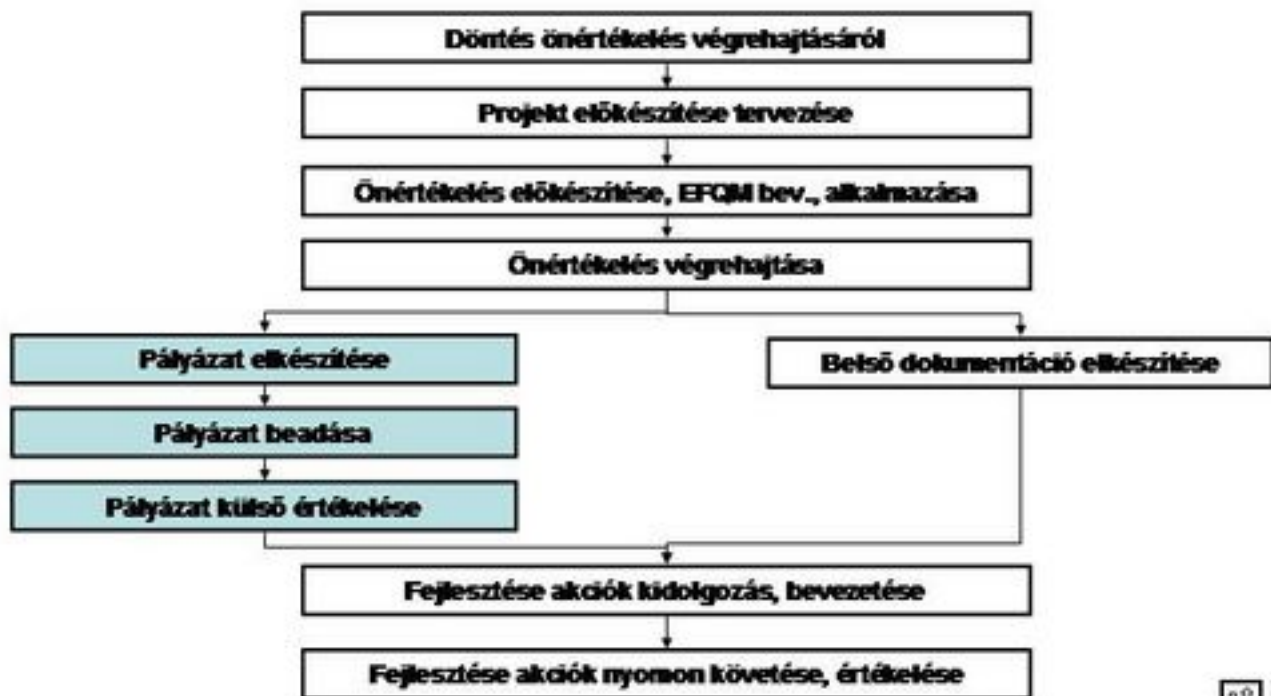 Döntés önértékelés végrehajtásáról
Projekt előkészítése tervezése
Önértékelés előkészítése, EFQM bev., alkalmazása
Önértékelés végrehajtása
Pályázat elkészítése
Belső dokumentáció elkészítése
Pályázat beadása
Pályázat külső értékelése
Fejlesztése akciók kidolgozás, bevezetése
Fejlesztése akciók nyomon követése, értékelése